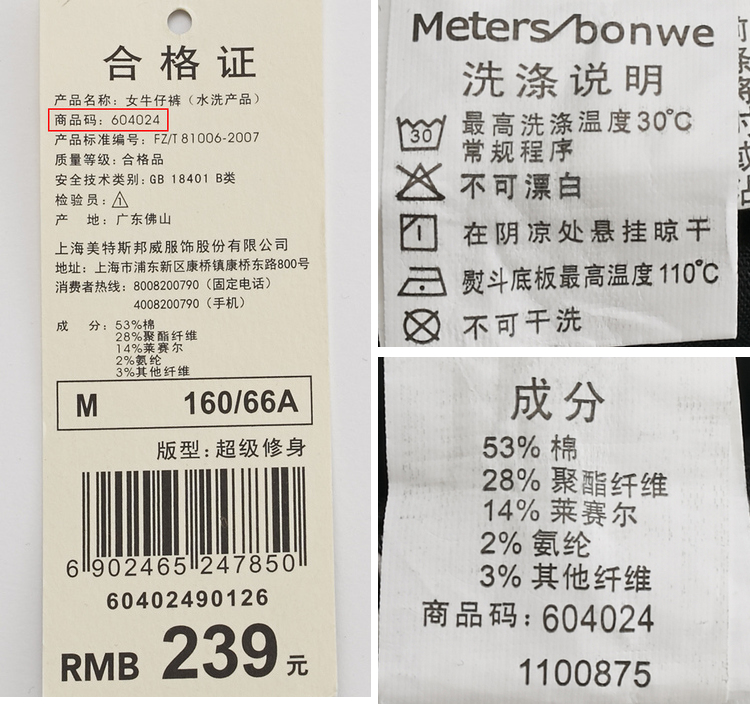 合格证
产品名称：女牛仔裤（水洗产品）
商品码：604024
产品标准编号：FZ/T 81006-2007
质量等级：合格品
安全技术类别：GB 18401 B类
检验员：1
产 地：广东佛山
上海美特斯邦威服饰股份有限公司
地址：上海市浦东新区康桥镇康桥东路800号
消费者热线：8008200790（固定电话）
4008200790（手机）
成 分：53%棉
28%聚酯纤维
14%莱赛尔
2%氨纶
3%其他纤维
M 160/66A
版型：超级修身
6 902465 247850
60402490126
RMB 239元
Meters/bonwe
洗涤说明
30 最高洗涤温度30℃
常规程序
不可漂白
在阴凉处悬挂晾干
熨斗底板最高温度110℃
不可干洗
成分
53% 棉
28% 聚酯纤维
14% 莱赛尔
2% 氨纶
3% 其他纤维
商品码：604024
1100875